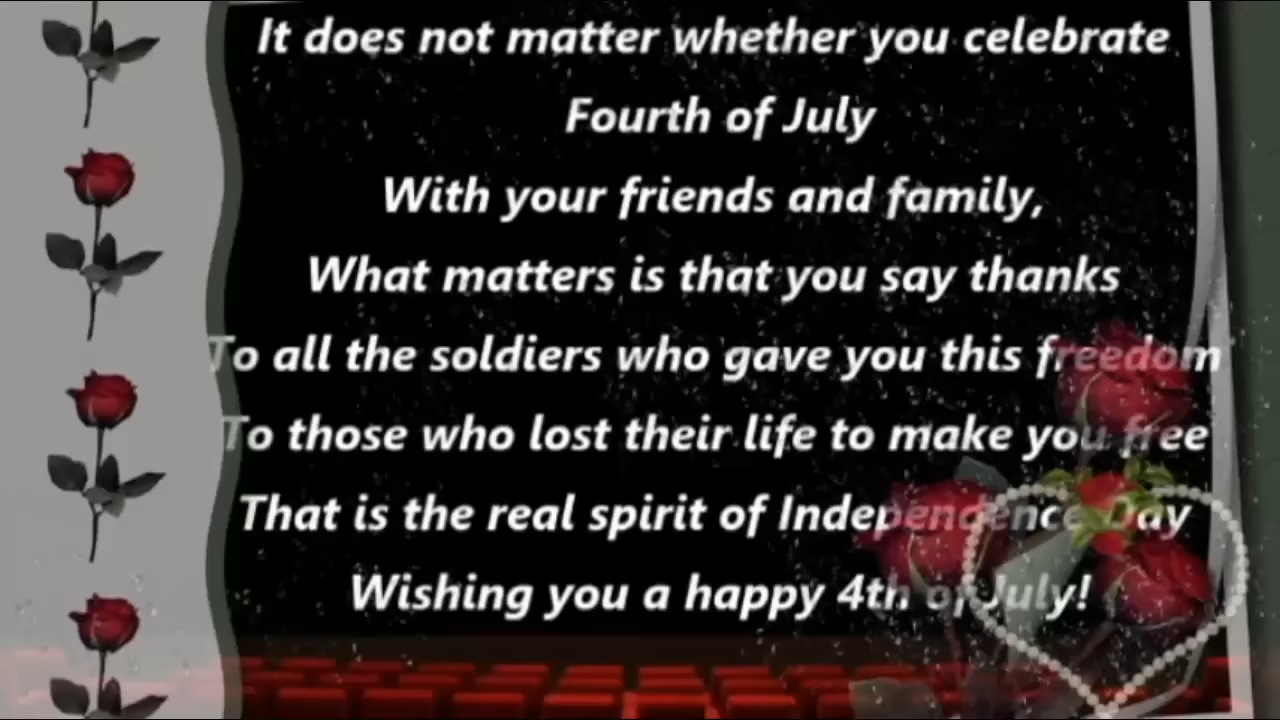 It does not matter whether you celebrate
Fourth of July
With your friends and family,
What matters is that you say thanks
To all the soldiers who gave you this freedom
To those who lost their life to make you free
That is the real spirit of Independence Day
Wishing you a happy 4th of July!